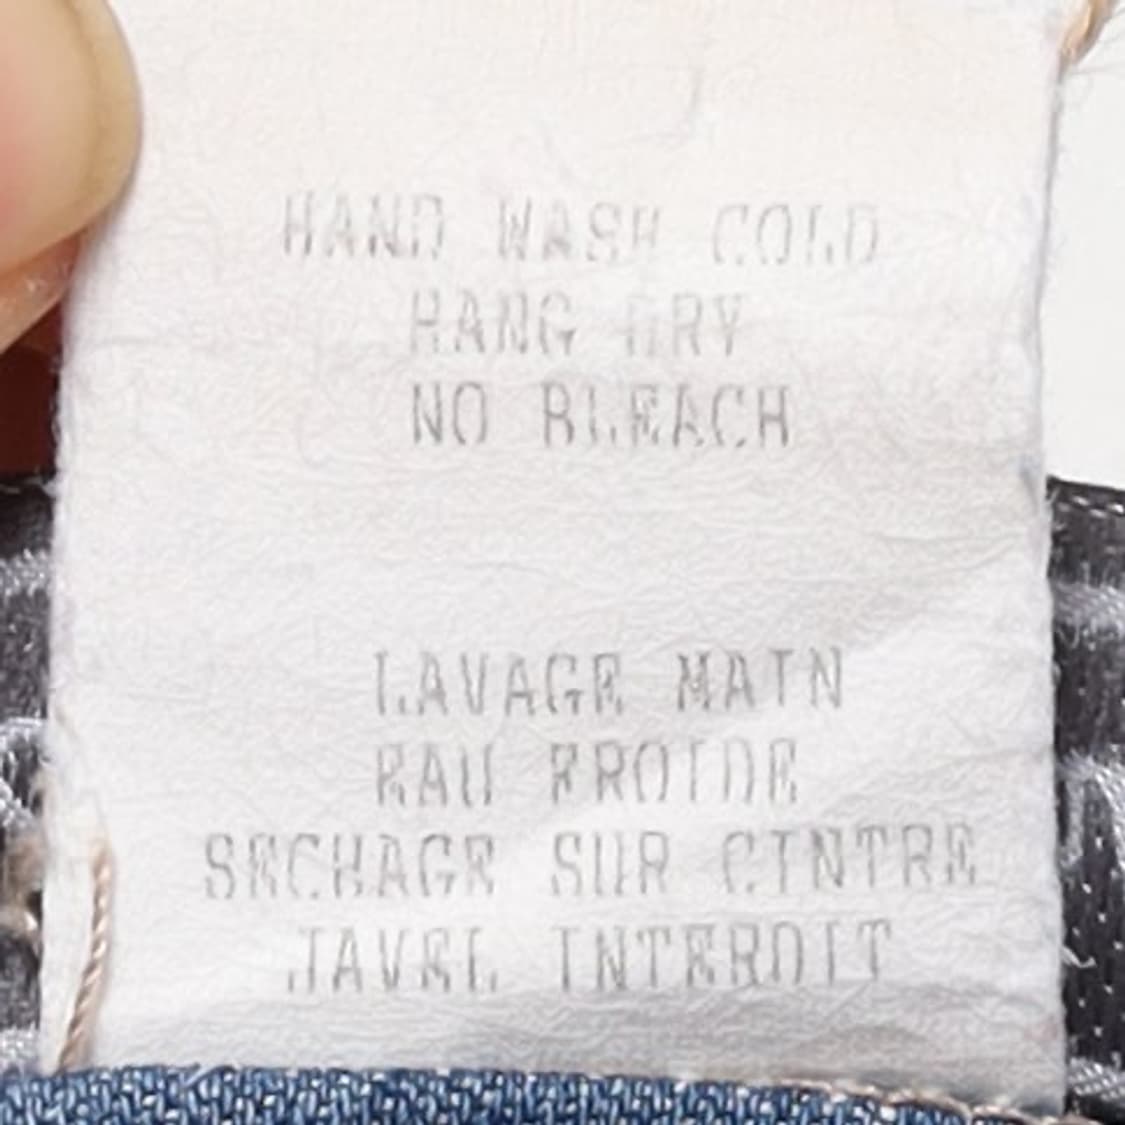 HAND WASH COLD
HANG DRY
NO BLEACH
LAVAGE MAIN
EAU FROIDE
SECHAGE SUR CINTRE
JAVEL INTERDIT